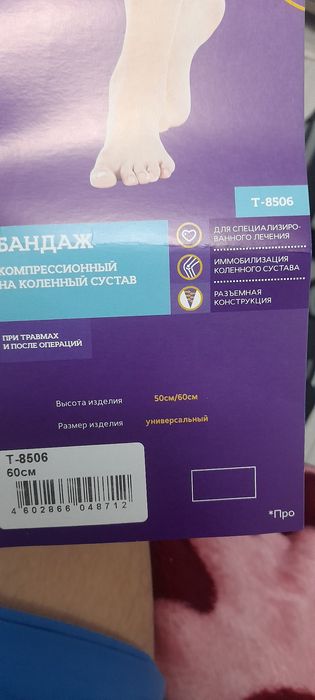 Т-8506
БАНДАЖ
КОМПРЕССИОННЫЙ
НА КОЛЕННЫЙ СУСТАВ
ДЛЯ СПЕЦИАЛИЗИРО-
ВАННОГО ЛЕЧЕНИЯ
ИММОБИЛИЗАЦИЯ
КОЛЕННОГО СУСТАВА
РАЗЪЕМНАЯ
КОНСТРУКЦИЯ
ПРИ ТРАВМАХ
И ПОСЛЕ ОПЕРАЦИЙ
Высота изделия 50см/60см
Размер изделия универсальный
Т-8506
60см
4 602866 048712
*Про